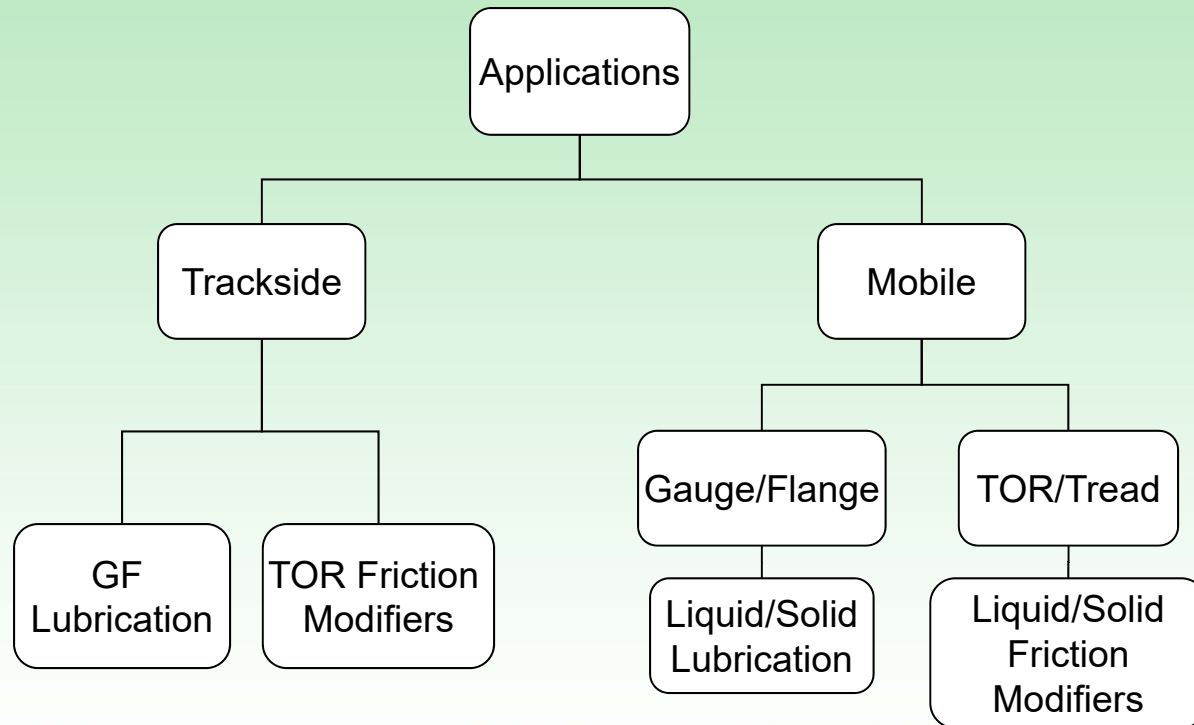 Applications
Trackside
Mobile
Gauge/Flange
TOR/Tread
GF
Lubrication
TOR Friction
Modifiers
Liquid/Solid
Lubrication
Liquid/Solid
Friction
Modifiers